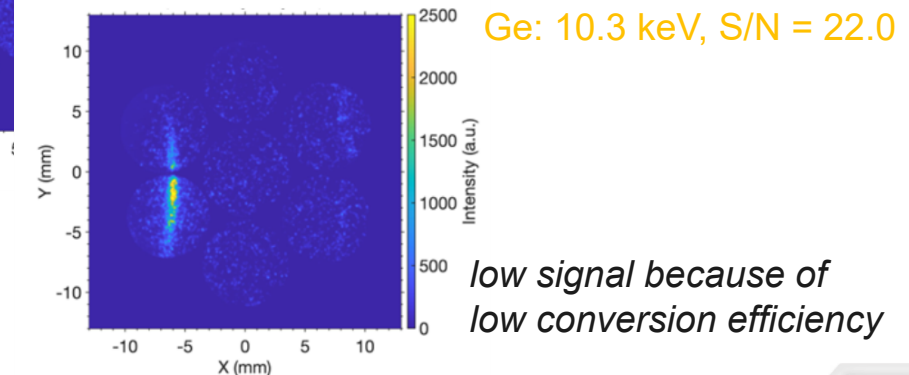 Ge: 10.3 keV, S/N = 22.0
2500
2000
1500
1000
500
0
Intensity (a.u.)
10
5
0
-5
-10
Y (mm)
-10 -5 0 5 10
X (mm)
low signal because of
low conversion efficiency